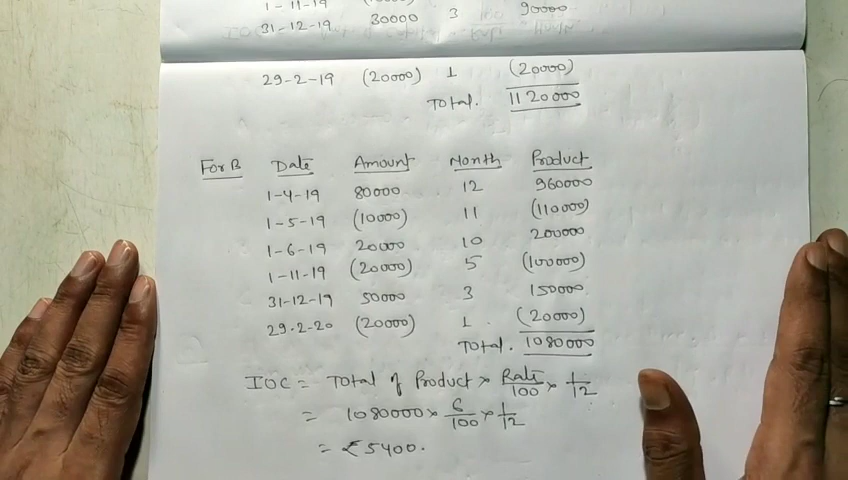 1-11-19
31-12-19 30000 3 90000
29-2-19 (20000) 1 (20000)
Total. 1120000
For B Date Amount Month Product
1-4-19 80000 12 960000
1-5-19 (10000) 11 (110000)
1-6-19 20000 10 200000
1-11-19 (20000) 5 (100000)
31-12-19 50000 3 150000
29-2-20 (20000) 1 (20000)
Total. 1080000
IOC = Total of Product × Rate/100 × 1/12
= 1080000 × 6/100 × 1/12
= ₹5400.